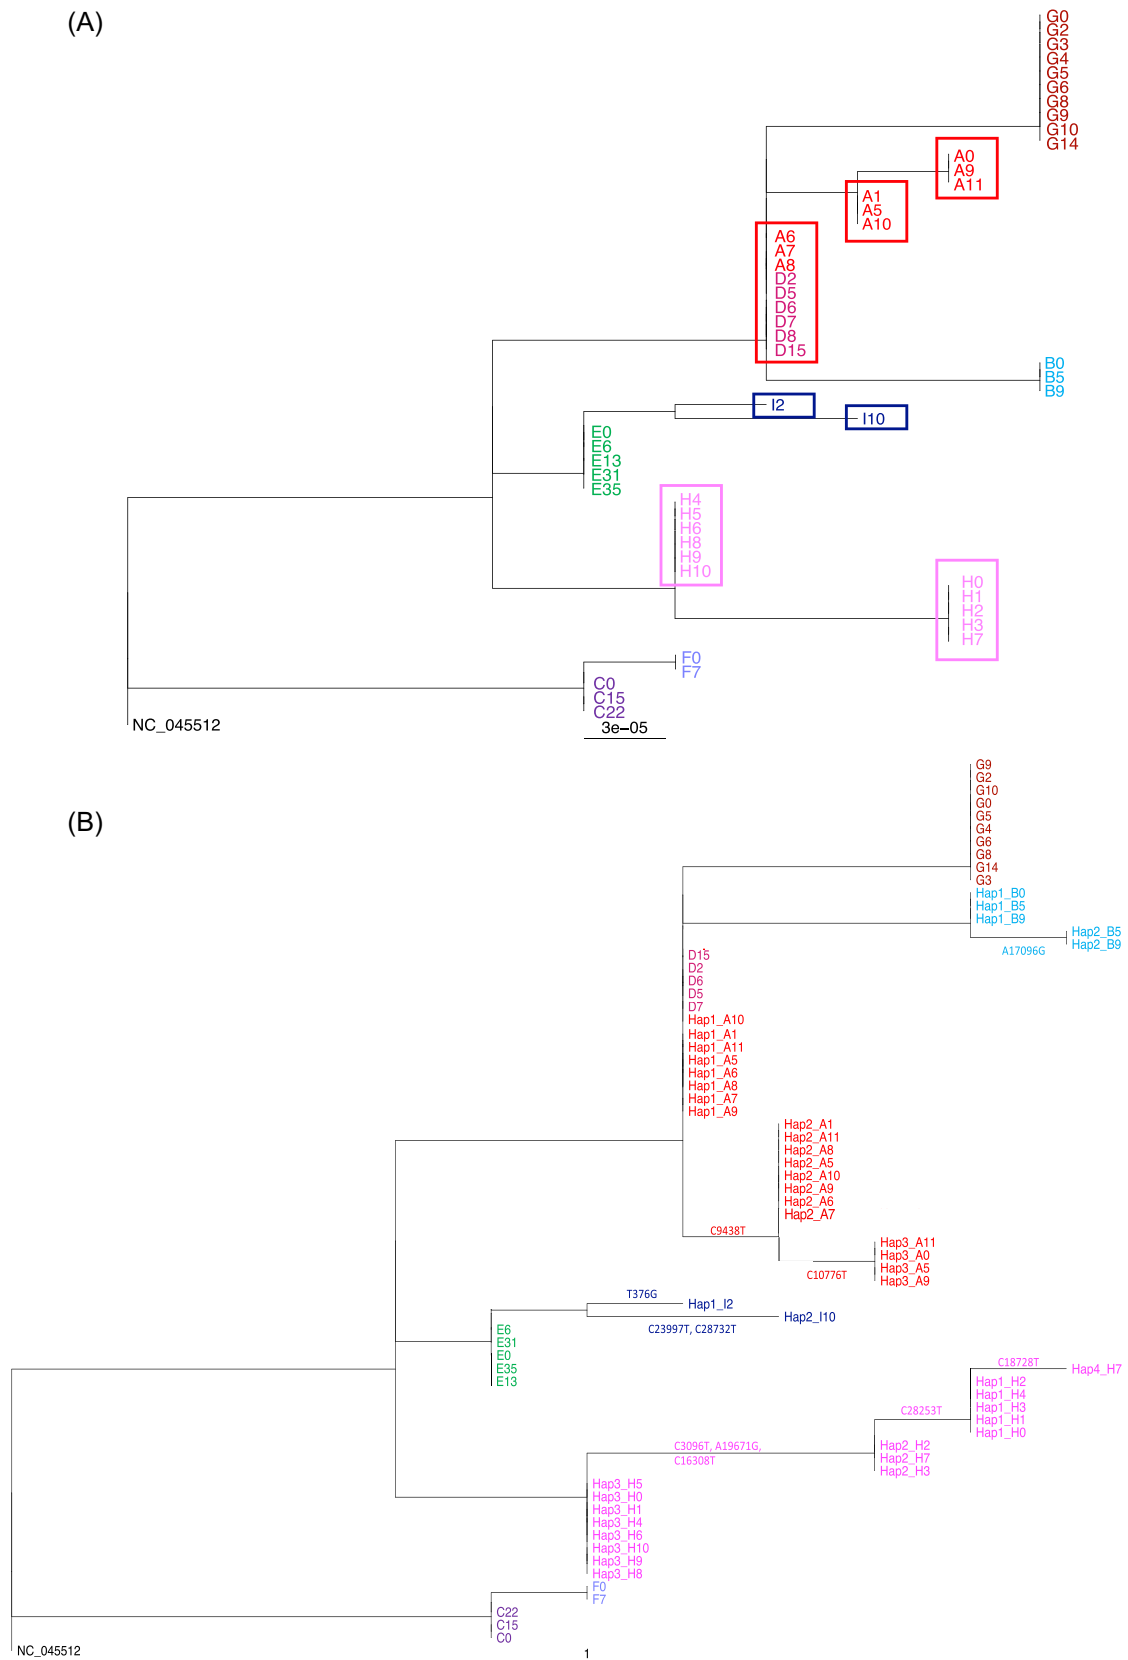 (A)
G0
G2
G3
G4
G5
G6
G8
G9
G10
G14
A0
A9
A11
A1
A5
A10
A6
A7
A8
D2
D5
D6
D7
D8
D15
B0
B5
B9
I2
I10
E0
E6
E13
E31
E35
H4
H5
H6
H8
H9
H10
H0
H1
H2
H3
H7
F0
F7
C0
C15
C22
NC_045512
3e−05
(B)
G9
G2
G10
G0
G5
G4
G6
G8
G14
G3
Hap1_B0
Hap1_B5
Hap1_B9
Hap2_B5
Hap2_B9
A17096G
D15
D2
D6
D5
D7
Hap1_A10
Hap1_A1
Hap1_A11
Hap1_A5
Hap1_A6
Hap1_A8
Hap1_A7
Hap1_A9
Hap2_A1
Hap2_A11
Hap2_A8
Hap2_A5
Hap2_A10
Hap2_A9
Hap2_A6
Hap2_A7
C9438T
Hap3_A11
Hap3_A0
Hap3_A5
Hap3_A9
C10776T
T376G
Hap1_I2
Hap2_I10
C23997T, C28732T
E6
E31
E0
E35
E13
C18728T
Hap4_H7
Hap1_H2
Hap1_H4
Hap1_H3
Hap1_H1
Hap1_H0
C28253T
C3096T, A19671G,
C16308T
Hap2_H2
Hap2_H7
Hap2_H3
Hap3_H5
Hap3_H0
Hap3_H1
Hap3_H4
Hap3_H6
Hap3_H10
Hap3_H9
Hap3_H8
F0
F7
C22
C15
C0
NC_045512
1